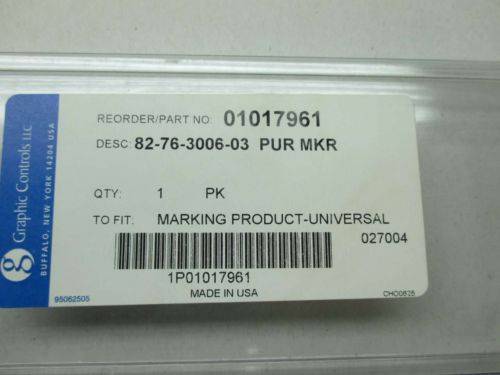 Graphic Controls LLC
BUFFALO, NEW YORK 14204 USA
REORDER/PART NO: 01017961
DESC: 82-76-3006-03 PUR MKR
QTY: 1 PK
TO FIT: MARKING PRODUCT-UNIVERSAL
027004
1P01017961
MADE IN USA
95062505
CHO0625